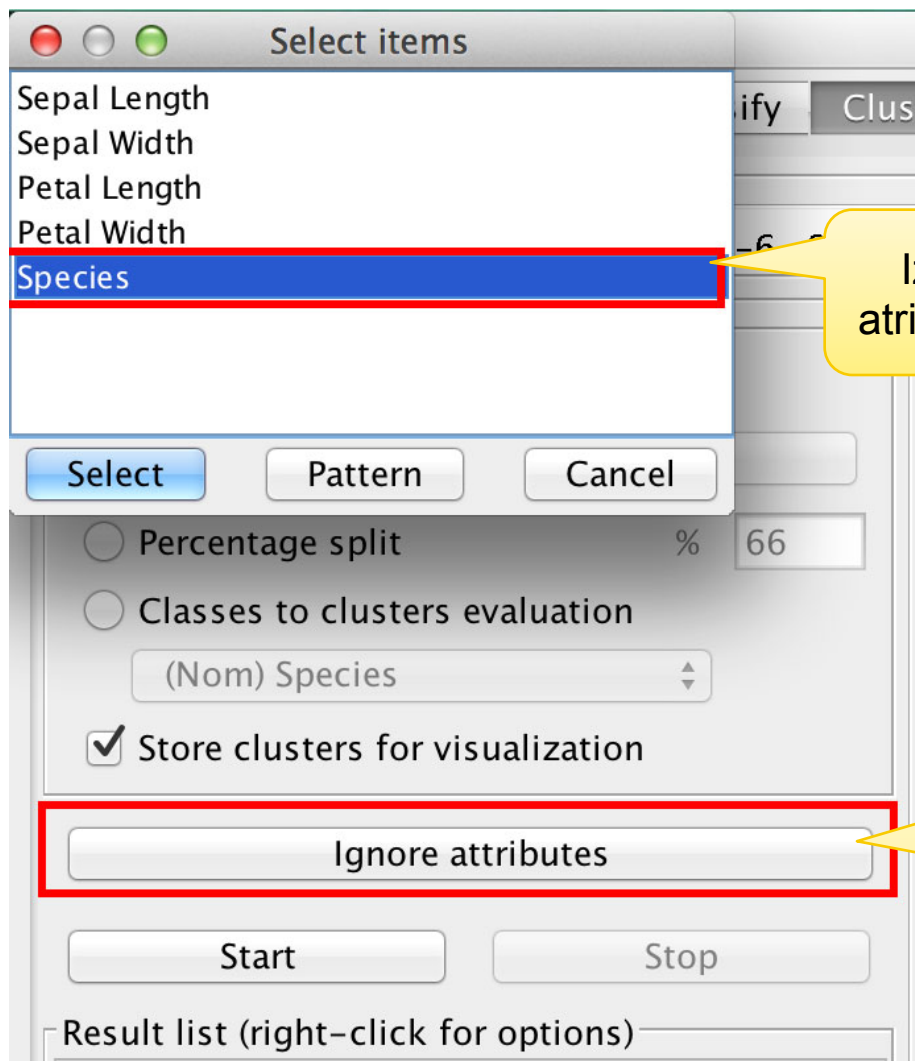 Select items
Sepal Length
Sepal Width
Petal Length
Petal Width
Species
Select
Pattern
Cancel
Percentage split
% 66
Classes to clusters evaluation
(Nom) Species
Store clusters for visualization
Ignore attributes
Start
Stop
Result list (right-click for options)